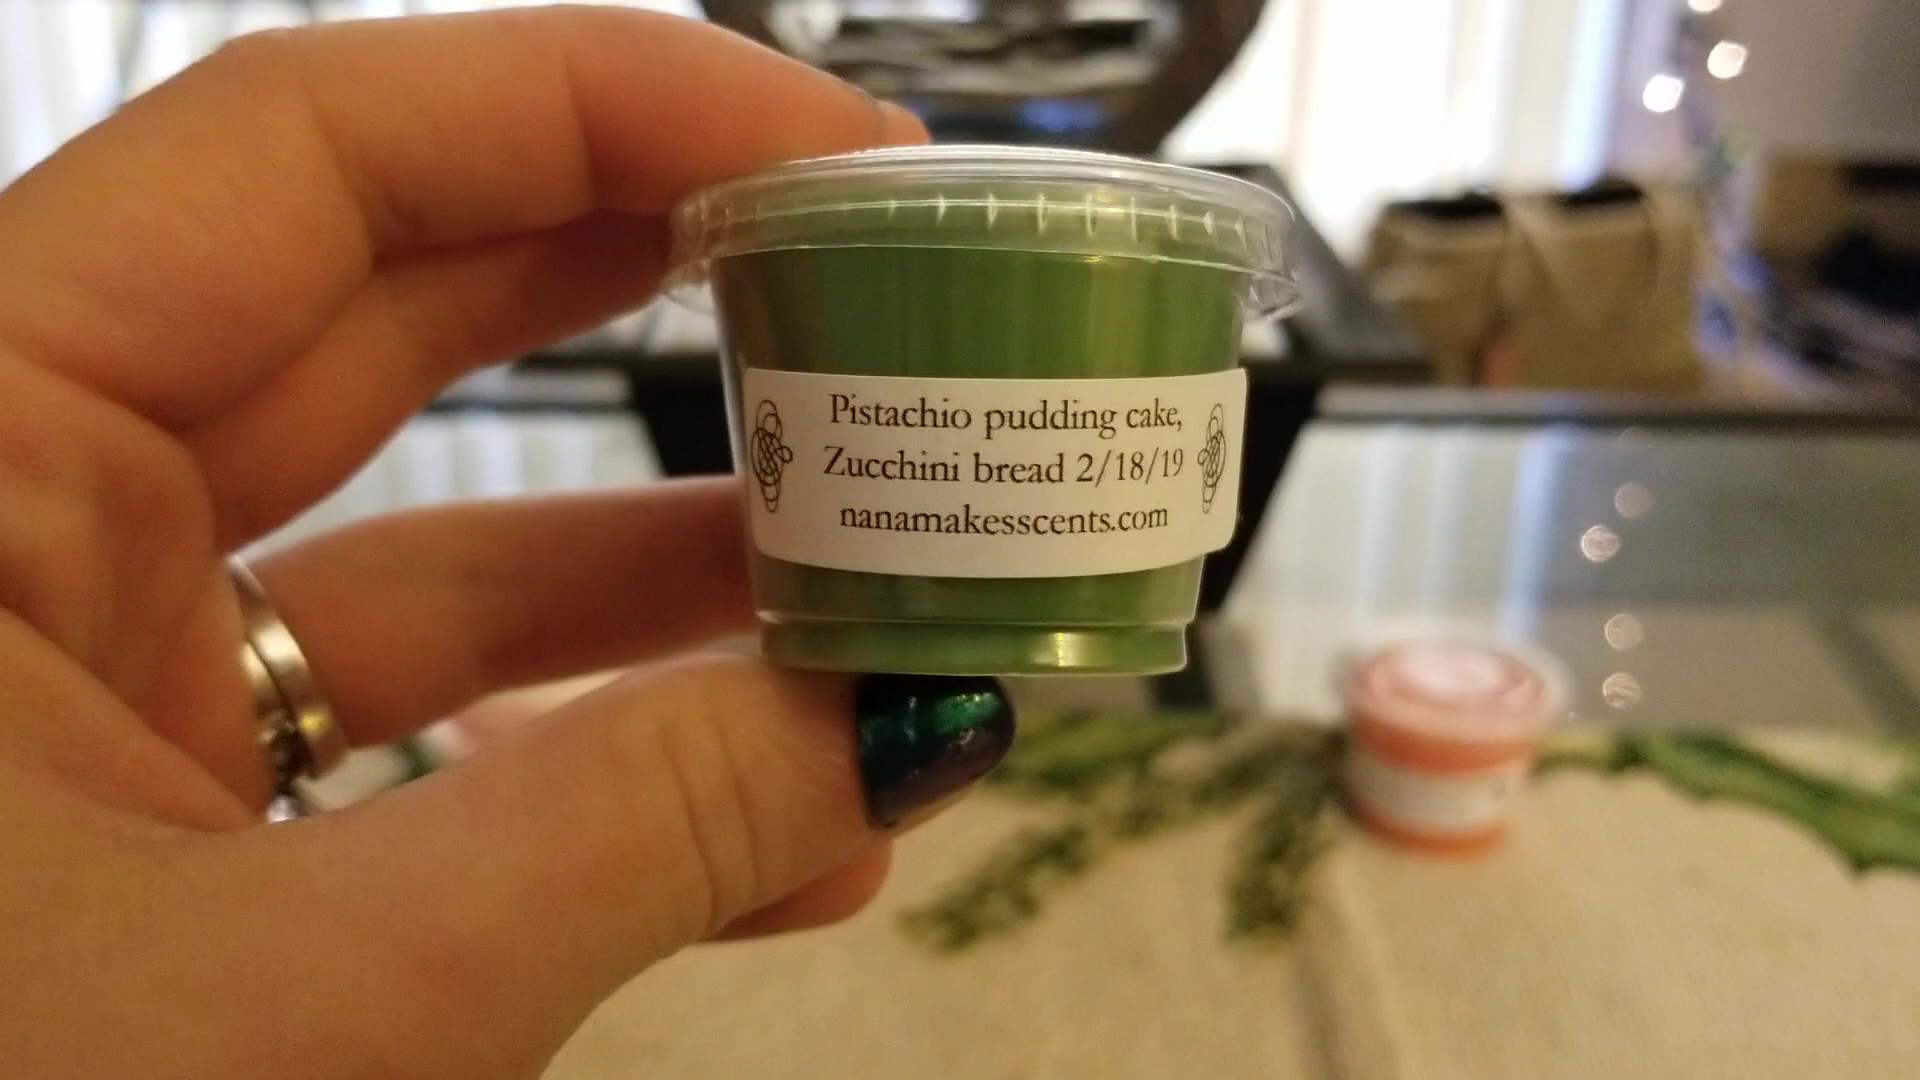 Pistachio pudding cake,
Zucchini bread 2/18/19
nanamakesscents.com